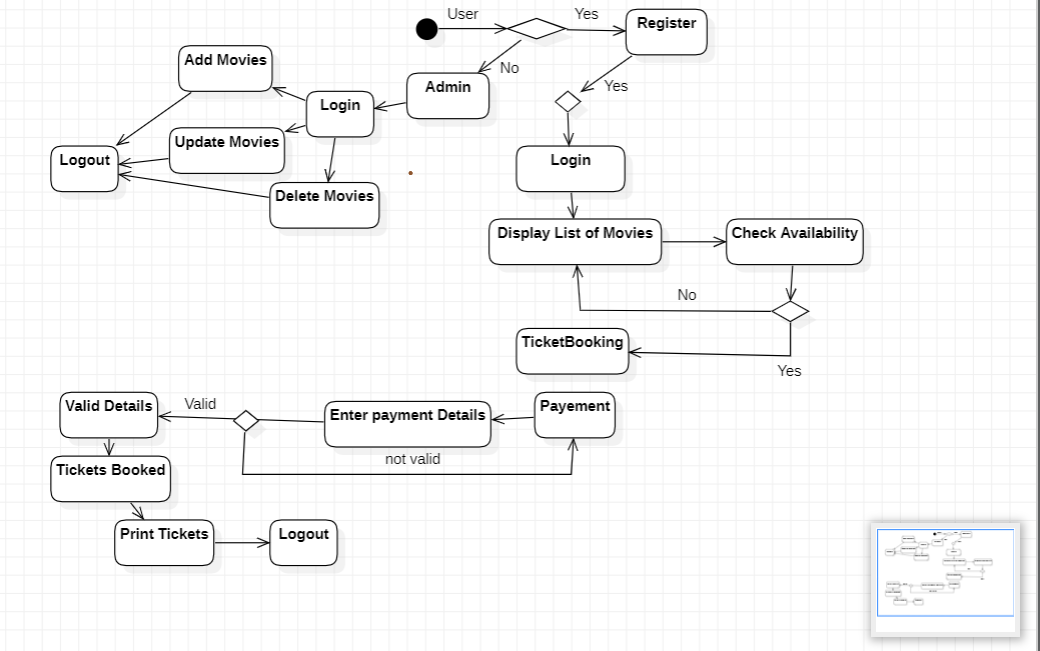 User
Yes
Register
Add Movies
No
Admin
Yes
Login
Update Movies
Logout
Login
Delete Movies
Display List of Movies
Check Availability
No
TicketBooking
Yes
Valid Details
Valid
Enter payment Details
Payement
not valid
Tickets Booked
Print Tickets
Logout